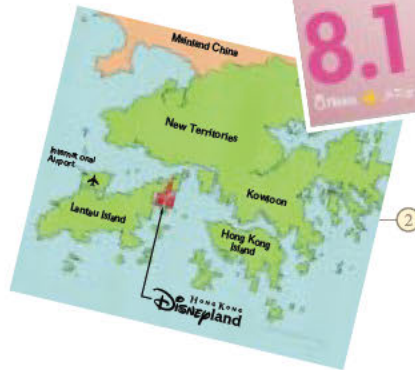 8.1
Mainland China
New Territories
International
Airport
Lantau Island
Kowloon
Hong Kong
Island
2
HONG KONG
DISNEYland